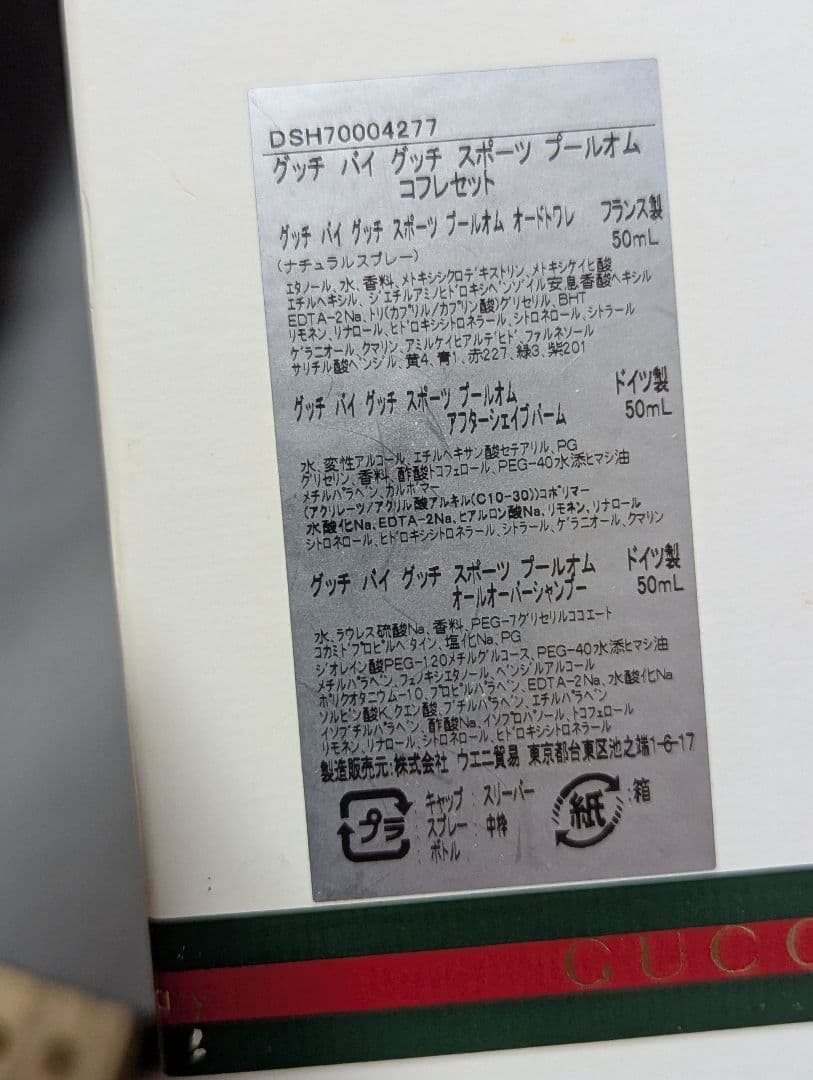 DSH70004277
グッチ バイ グッチ スポーツ プールオム
コフレセット
グッチ バイ グッチ スポーツ プールオム オードトワレ フランス製
(ナチュラルスプレー) 50mL
エタノール、水、香料、メトキシシクロデキストリン、メトキシケイヒ酸
エチルヘキシル、ジエチルアミノヒドロキシベンゾイル安息香酸ヘキシル
EDTA-2Na、トリ(カプリル/カプリン酸)グリセリル、BHT
リモネン、リナロール、ヒドロキシシトロネラール、シトロネロール、シトラール
ゲラニオール、クマリン、アミルケイヒアルデヒド、ファルネソール
サリチル酸ベンジル、黄4、青1、赤227、緑3、紫201
グッチ バイ グッチ スポーツ プールオム ドイツ製
アフターシェイブバーム 50mL
水、変性アルコール、エチルヘキサン酸セテアリル、PG
グリセリン、香料、酢酸トコフェロール、PEG-40水添ヒマシ油
メチルパラベン、カルボマー
(アクリレーツ/アクリル酸アルキル(C10-30))コポリマー
水酸化Na、EDTA-2Na、ヒアルロン酸Na、リモネン、リナロール
シトロネロール、ヒドロキシシトロネラール、シトラール、ゲラニオール、クマリン
グッチ バイ グッチ スポーツ プールオム ドイツ製
オールオーバーシャンプー 50mL
水、ラウレス硫酸Na、香料、PEG-7グリセリルココエート
コカミドプロピルベタイン、塩化Na、PG
ジオレイン酸PEG-120メチルグルコース、PEG-40水添ヒマシ油
メチルパラベン、フェノキシエタノール、ベンジルアルコール
ポリクオタニウム-10、プロピルパラベン、EDTA-2Na、水酸化Na
ソルビン酸K、クエン酸、ブチルパラベン、エチルパラベン
イソブチルパラベン、酢酸Na、イソプロパノール、トコフェロール
リモネン、リナロール、シトロネロール、ヒドロキシシトロネラール
製造販売元:株式会社 ウエニ貿易 東京都台東区池之端1-6-17
プラ キャップ : スリーバー 紙 :箱
スプレー : 中枠
ボトル
GUCC